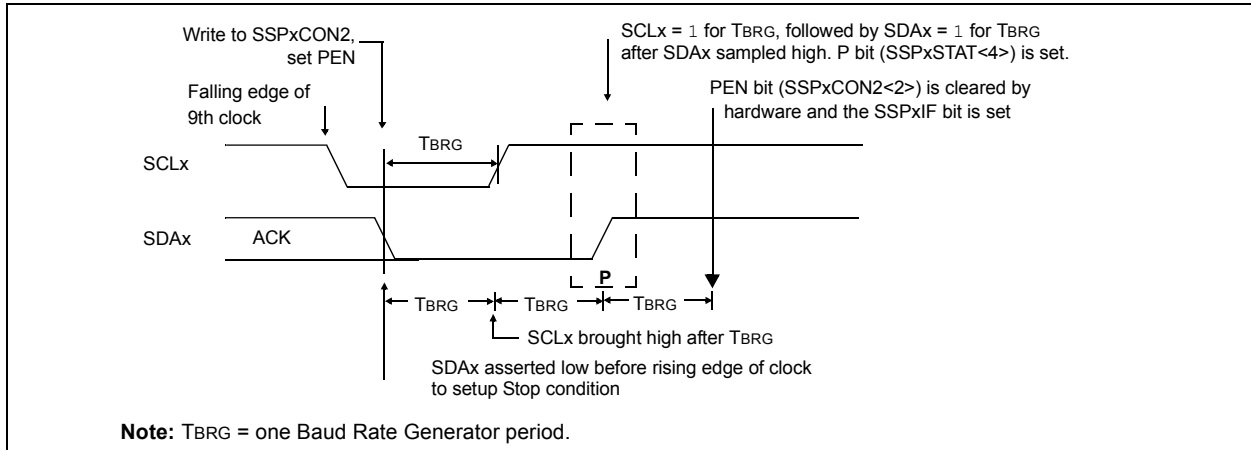 Write to SSPxCON2,
set PEN
SCLx = 1 for TBRG, followed by SDAx = 1 for TBRG
after SDAx sampled high. P bit (SSPxSTAT<4>) is set.
Falling edge of
9th clock
PEN bit (SSPxCON2<2>) is cleared by
hardware and the SSPxIF bit is set
TBRG
SCLx
SDAx
ACK
P
TBRG
TBRG
TBRG
SCLx brought high after TBRG
SDAx asserted low before rising edge of clock
to setup Stop condition
Note: TBRG = one Baud Rate Generator period.